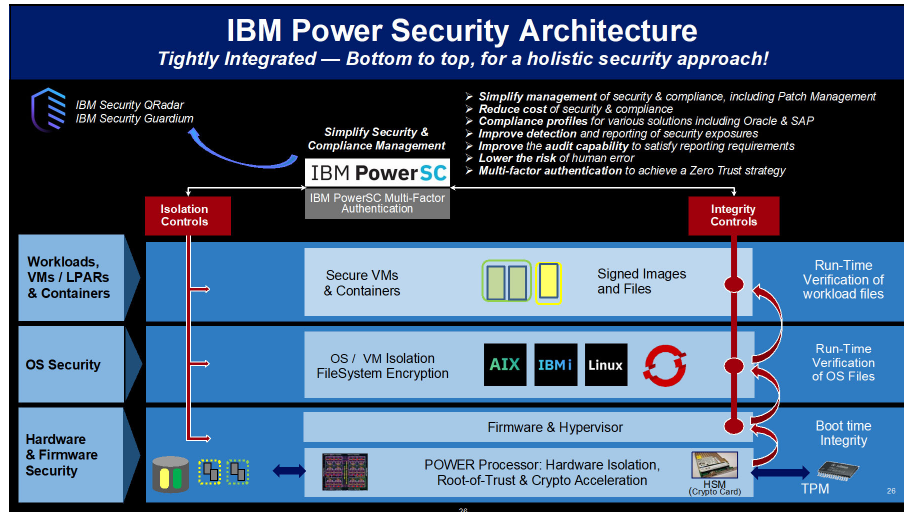 IBM Power Security Architecture
Tightly Integrated — Bottom to top, for a holistic security approach!
IBM Security QRadar
IBM Security Guardium
➤ Simplify management of security & compliance, including Patch Management
➤ Reduce cost of security & compliance
➤ Compliance profiles for various solutions including Oracle & SAP
➤ Improve detection and reporting of security exposures
➤ Improve the audit capability to satisfy reporting requirements
➤ Lower the risk of human error
➤ Multi-factor authentication to achieve a Zero Trust strategy
Simplify Security &
Compliance Management
IBM PowerSC
IBM PowerSC Multi-Factor
Authentication
Isolation
Controls
Integrity
Controls
Workloads,
VMs / LPARs
& Containers
Secure VMs
& Containers
Signed Images
and Files
Run-Time
Verification of
workload files
OS Security
OS / VM Isolation
FileSystem Encryption
AIX
IBM i
Linux
Run-Time
Verification
of OS Files
Hardware
& Firmware
Security
Firmware & Hypervisor
Boot time
Integrity
POWER Processor: Hardware Isolation,
Root-of-Trust & Crypto Acceleration
HSM
(Crypto Card)
TPM
26
26